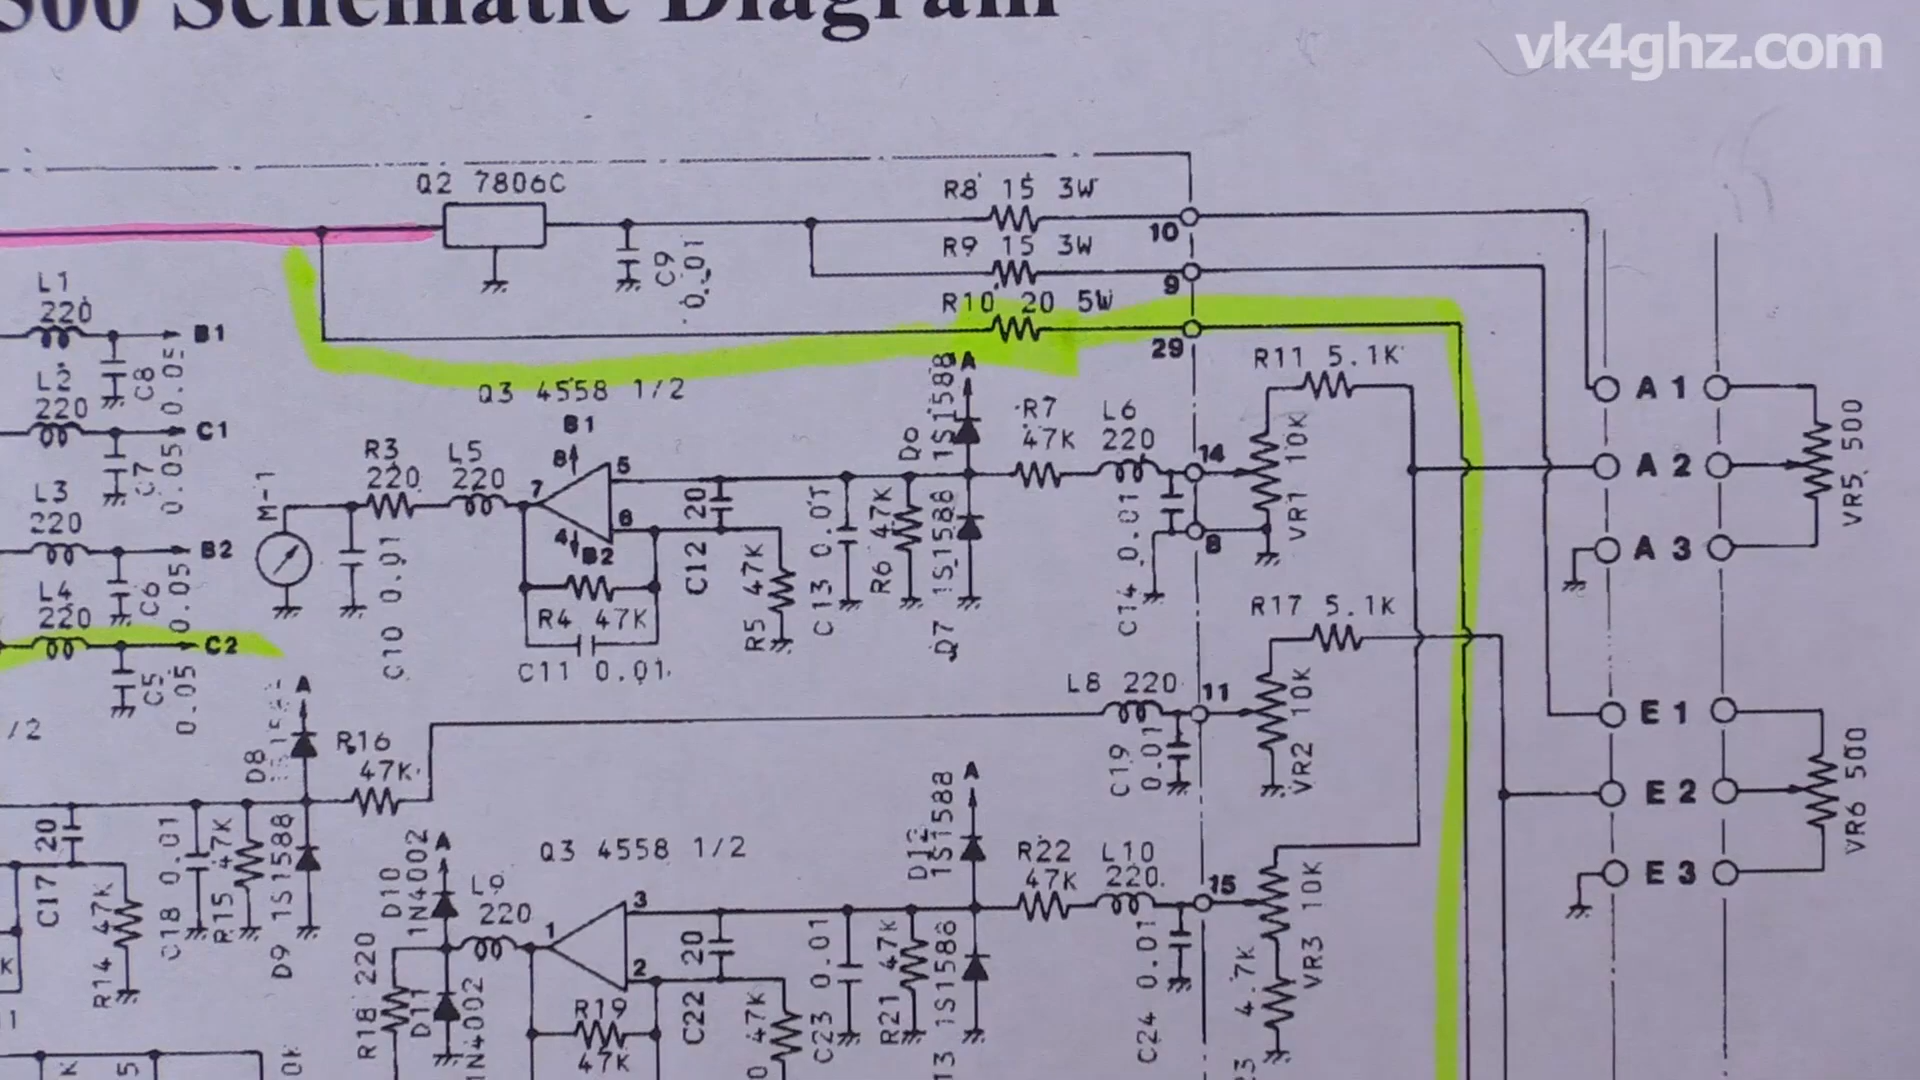 500 Schematic Diagram
vk4ghz.com
Q2 7806C
R8 15 3W
10
R9 15 3W
9
C9
0.01
R10 20 5W
29
L1
220
B1
C8
0.05
L2
220
C1
C7
0.05
L3
220
B2
C6
0.05
L4
220
C2
C5
0.05
Q3 4558 1/2
B1
8
5
7
6
4
B2
M-1
R3
220
L5
220
C10 0.01
R4 47K
C11 0.01
C12
20
R5 47K
C13 0.01
R6 47K
1S1588
A
D7 1S1588
R7
47K
L6
220
14
8
C14 0.01
R11 5.1K
VR1 10K
A 1
A 2
A 3
VR5 500
R17 5.1K
L8 220
11
C19
0.01
VR2 10K
E 1
E 2
E 3
VR6 500
/2
A
D8
R16
47K
20
C17
R14 47K
C18 0.01
R15 47K
D9 1S1588
D10
1N4002
A
L9
220
R18 220
D11
1N4002
Q3 4558 1/2
3
1
2
R19
47K
20
C22
47K
C23 0.01
R21 47K
D12
1S1588
A
13 1S1588
R22
47K
L10
220
15
C24 0.01
VR3 10K
4.7K
K
K
5